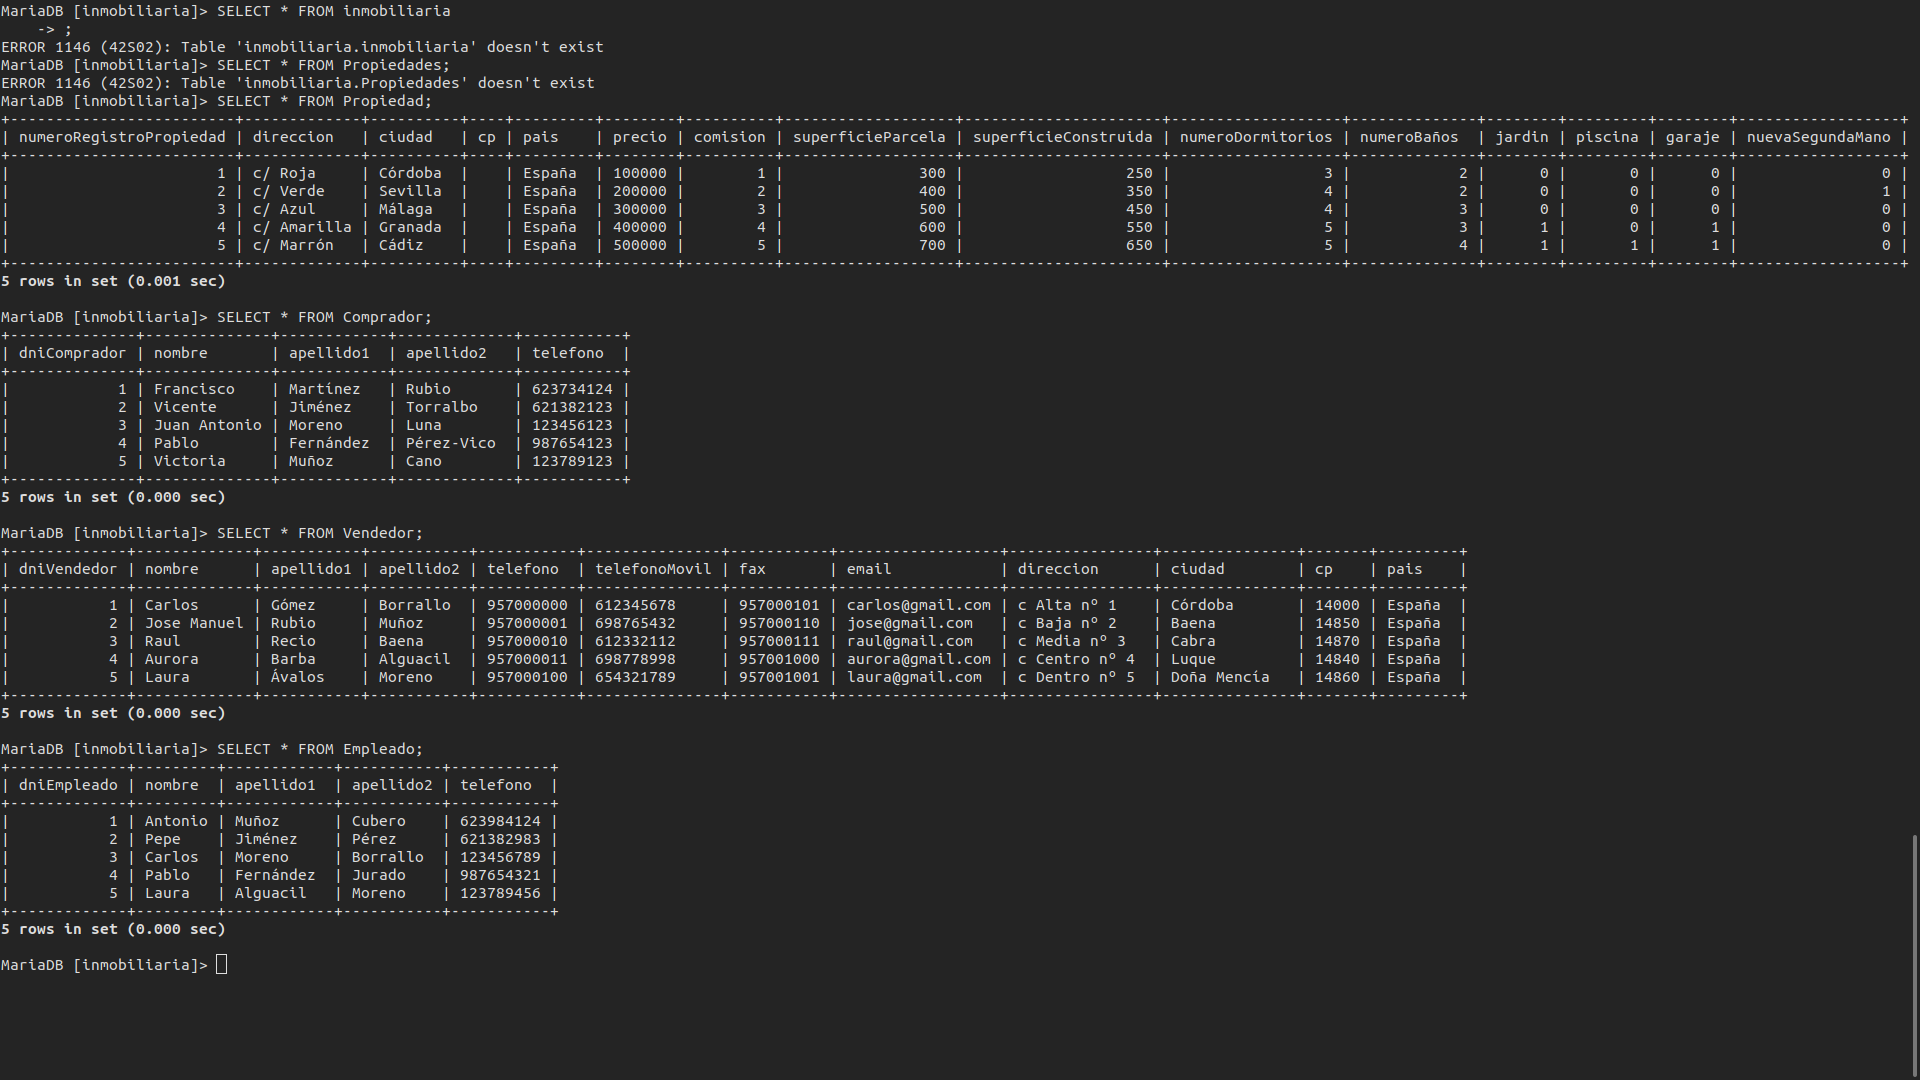 MariaDB [inmobiliaria]> SELECT * FROM inmobiliaria
    -> ;
ERROR 1146 (42S02): Table 'inmobiliaria.inmobiliaria' doesn't exist
MariaDB [inmobiliaria]> SELECT * FROM Propiedades;
ERROR 1146 (42S02): Table 'inmobiliaria.Propiedades' doesn't exist
MariaDB [inmobiliaria]> SELECT * FROM Propiedad;
| numeroRegistroPropiedad | direccion | ciudad | cp | pais | precio | comision | superficieParcela | superficieConstruida | numeroDormitorios | numeroBaños | jardin | piscina | garaje | nuevaSegundaMano |
| 1 | c/ Roja | Córdoba | | España | 100000 | 1 | 300 | 250 | 3 | 2 | 0 | 0 | 0 | 0 |
| 2 | c/ Verde | Sevilla | | España | 200000 | 2 | 400 | 350 | 4 | 2 | 0 | 0 | 0 | 1 |
| 3 | c/ Azul | Málaga | | España | 300000 | 3 | 500 | 450 | 4 | 3 | 0 | 0 | 0 | 0 |
| 4 | c/ Amarilla | Granada | | España | 400000 | 4 | 600 | 550 | 5 | 3 | 1 | 0 | 1 | 0 |
| 5 | c/ Marrón | Cádiz | | España | 500000 | 5 | 700 | 650 | 5 | 4 | 1 | 1 | 1 | 0 |
5 rows in set (0.001 sec)
MariaDB [inmobiliaria]> SELECT * FROM Comprador;
| dniComprador | nombre | apellido1 | apellido2 | telefono |
| 1 | Francisco | Martínez | Rubio | 623734124 |
| 2 | Vicente | Jiménez | Torralbo | 621382123 |
| 3 | Juan Antonio | Moreno | Luna | 123456123 |
| 4 | Pablo | Fernández | Pérez-Vico | 987654123 |
| 5 | Victoria | Muñoz | Cano | 123789123 |
5 rows in set (0.000 sec)
MariaDB [inmobiliaria]> SELECT * FROM Vendedor;
| dniVendedor | nombre | apellido1 | apellido2 | telefono | telefonoMovil | fax | email | direccion | ciudad | cp | pais |
| 1 | Carlos | Gómez | Borrallo | 957000000 | 612345678 | 957000101 | carlos@gmail.com | c Alta nº 1 | Córdoba | 14000 | España |
| 2 | Jose Manuel | Rubio | Muñoz | 957000001 | 698765432 | 957000110 | jose@gmail.com | c Baja nº 2 | Baena | 14850 | España |
| 3 | Raul | Recio | Baena | 957000010 | 612332112 | 957000111 | raul@gmail.com | c Media nº 3 | Cabra | 14870 | España |
| 4 | Aurora | Barba | Alguacil | 957000011 | 698778998 | 957001000 | aurora@gmail.com | c Centro nº 4 | Luque | 14840 | España |
| 5 | Laura | Ávalos | Moreno | 957000100 | 654321789 | 957001001 | laura@gmail.com | c Dentro nº 5 | Doña Mencía | 14860 | España |
5 rows in set (0.000 sec)
MariaDB [inmobiliaria]> SELECT * FROM Empleado;
| dniEmpleado | nombre | apellido1 | apellido2 | telefono |
| 1 | Antonio | Muñoz | Cubero | 623984124 |
| 2 | Pepe | Jiménez | Pérez | 621382983 |
| 3 | Carlos | Moreno | Borrallo | 123456789 |
| 4 | Pablo | Fernández | Jurado | 987654321 |
| 5 | Laura | Alguacil | Moreno | 123789456 |
5 rows in set (0.000 sec)
MariaDB [inmobiliaria]>